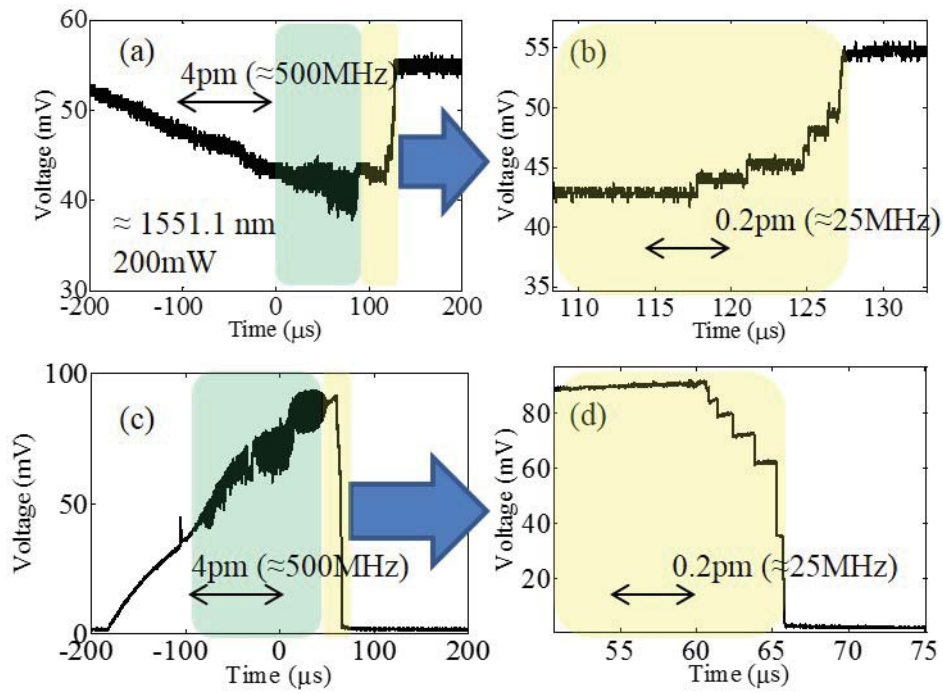 60
50
40
30
-200
-100
0
100
200
Voltage (mV)
Time (µs)
(a)
4pm (≈500MHz)
≈ 1551.1 nm
200mW
55
50
45
40
35
110
115
120
125
130
Voltage (mV)
Time (µs)
(b)
0.2pm (≈25MHz)
100
50
0
-200
-100
0
100
200
Voltage (mV)
Time (µs)
(c)
4pm (≈500MHz)
80
60
40
20
55
60
65
70
75
Voltage (mV)
Time (µs)
(d)
0.2pm (≈25MHz)